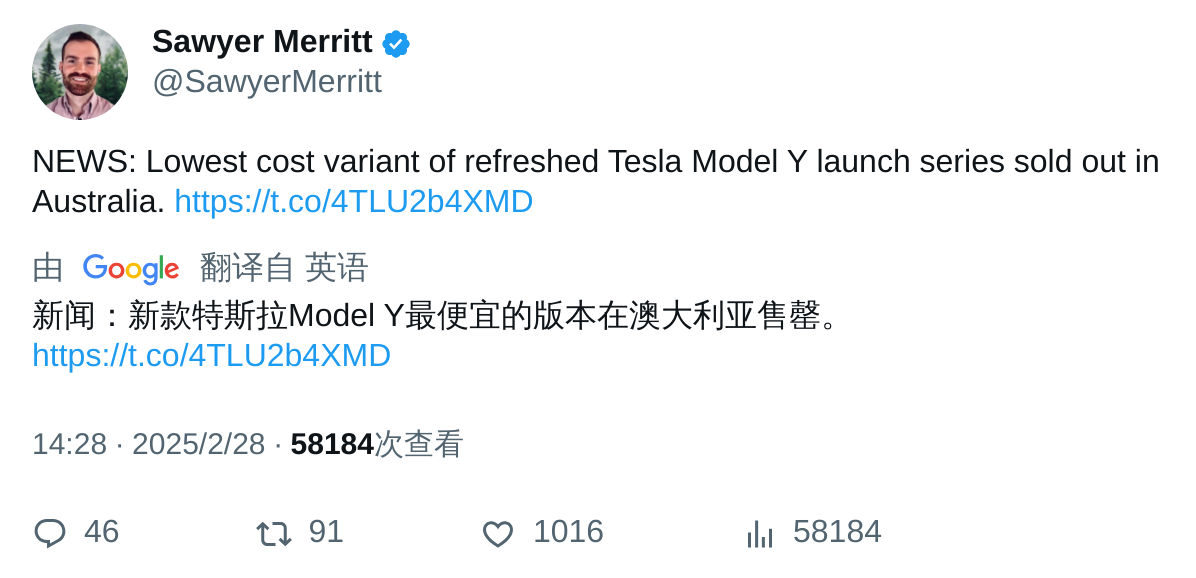 Sawyer Merritt
@SawyerMerritt
NEWS: Lowest cost variant of refreshed Tesla Model Y launch series sold out in
Australia. https://t.co/4TLU2b4XMD
由 Google 翻译自 英语
新闻：新款特斯拉Model Y最便宜的版本在澳大利亚售罄。
https://t.co/4TLU2b4XMD
14:28 · 2025/2/28 · 58184次查看
46 91 1016 58184